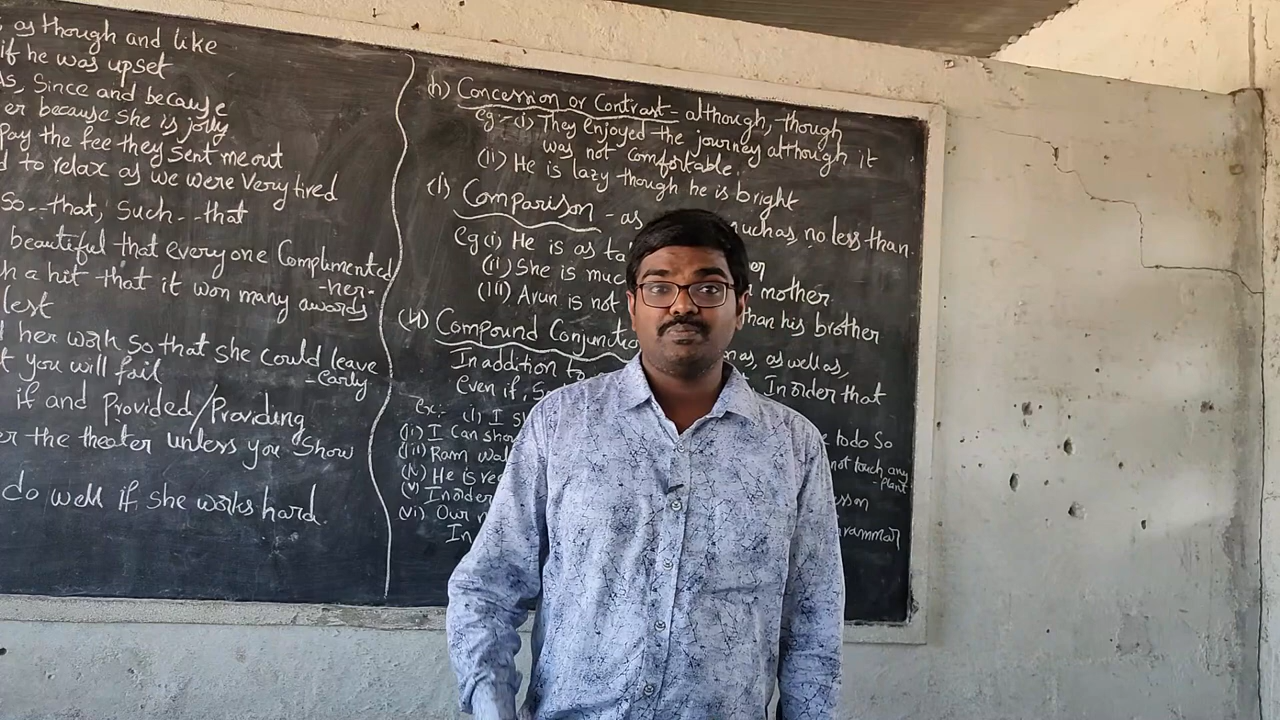 as though and like
if he was upset
As, Since and because
er because she is jolly
Pay the fee they sent me out
d to relax as we were very tired
So--that, Such--that
beautiful that everyone Complimented
-her-
h a hit that it won many awards
lest
d her work so that she could leave
-Early
t you will fail
if and Provided/Providing
er the theater unless you show
do well if she works hard.
h) Concession or Contrast = although, though
eg:-(i) They enjoyed the journey although it
was not comfortable.
(ii) He is lazy though he is bright
(I) Comparison - as much as, no less than.
eg (i) He is as ta er
(ii) She is muc mother
(III) Arun is not than his brother
Compound Conjunctio as, as well as,
In addition to
Even if, S In order that
Ex:- (I) I s e to do so
(ii) I Can sho
(iii) Ram wal not touch any
-plant
He is re
(v) Inorder sson
(vi) Our rammar
In